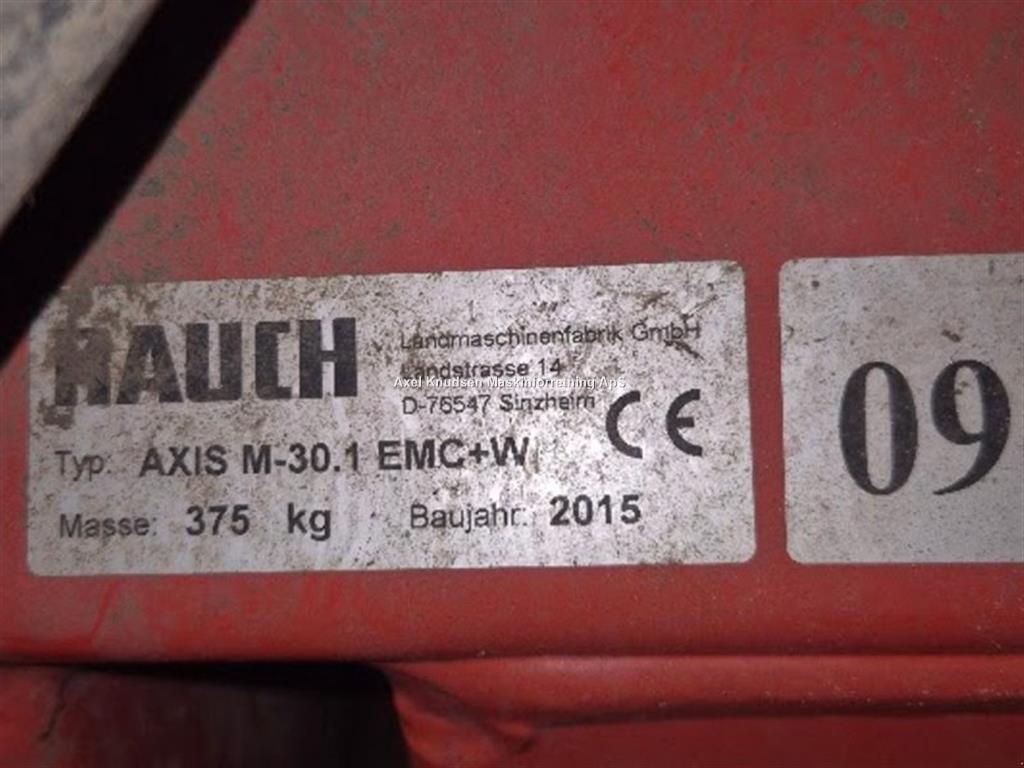 RAUCH
Landmaschinenfabrik GmbH
Landstrasse 14
Axel Knudsen Maskinforretning ApS
D-76547 Sinzheim
CE
Typ: AXIS M-30.1 EMC+W
Masse: 375 kg Baujahr: 2015
09